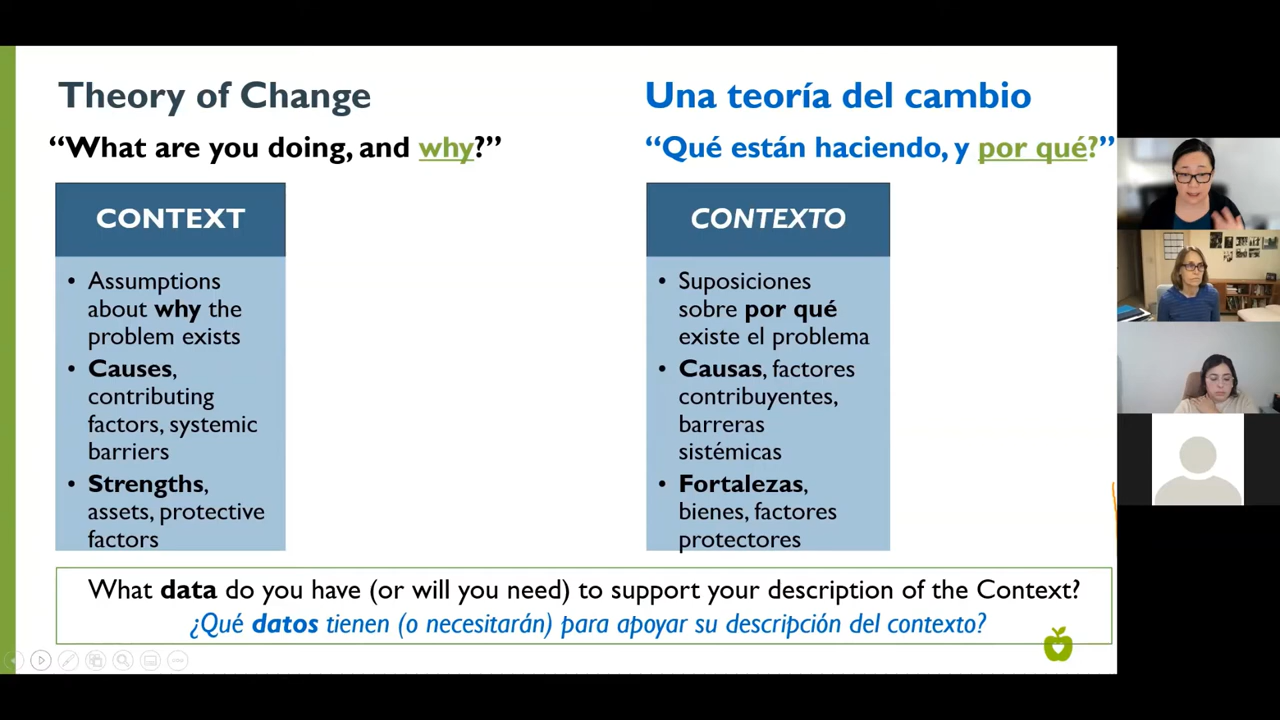 Theory of Change
“What are you doing, and why?”
CONTEXT
• Assumptions
about why the
problem exists
• Causes,
contributing
factors, systemic
barriers
• Strengths,
assets, protective
factors
Una teoría del cambio
“Qué están haciendo, y por qué?”
CONTEXTO
• Suposiciones
sobre por qué
existe el problema
• Causas, factores
contribuyentes,
barreras
sistémicas
• Fortalezas,
bienes, factores
protectores
What data do you have (or will you need) to support your description of the Context?
¿Qué datos tienen (o necesitarán) para apoyar su descripción del contexto?